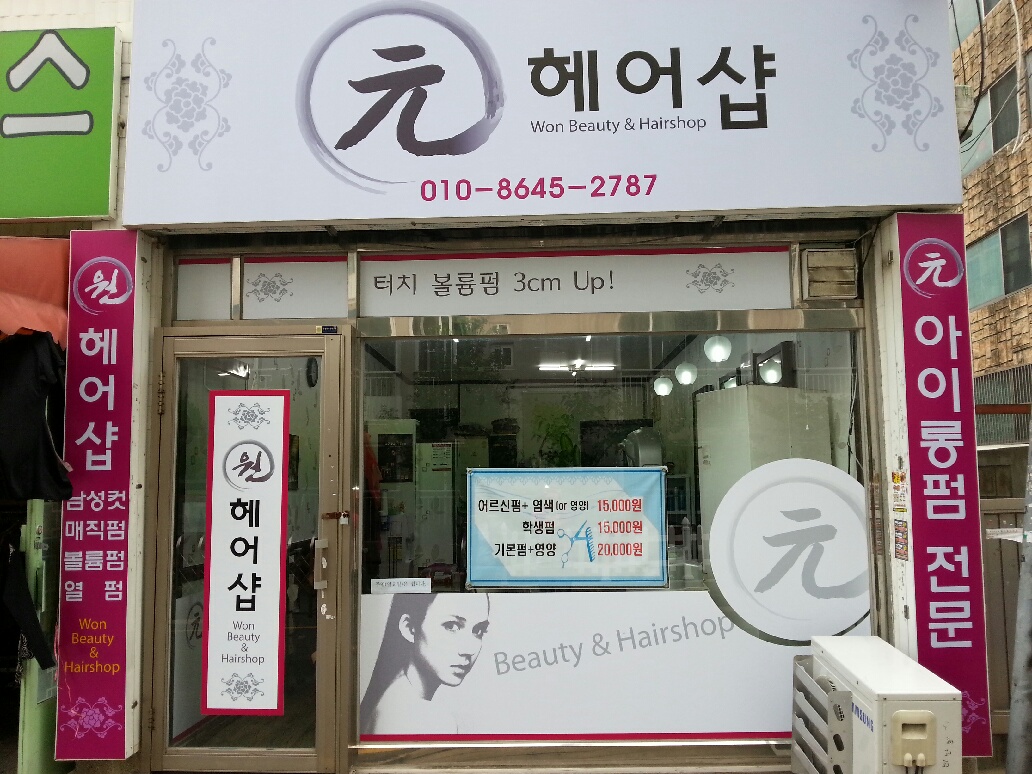 스
元 헤어샵
Won Beauty & Hairshop
010-8645-2787
터치 볼륨펌 3cm Up!
원
헤어샵
남성컷
매직펌
볼륨펌
열 펌
Won
Beauty
&
Hairshop
원
헤어샵
Won
Beauty
&
Hairshop
元
어르신펌+ 염색(or 영양) 15,000원
학생펌 15,000원
기본펌+영양 20,000원
元
Beauty & Hairshop
元
아이롱펌 전문
SAMSUNG